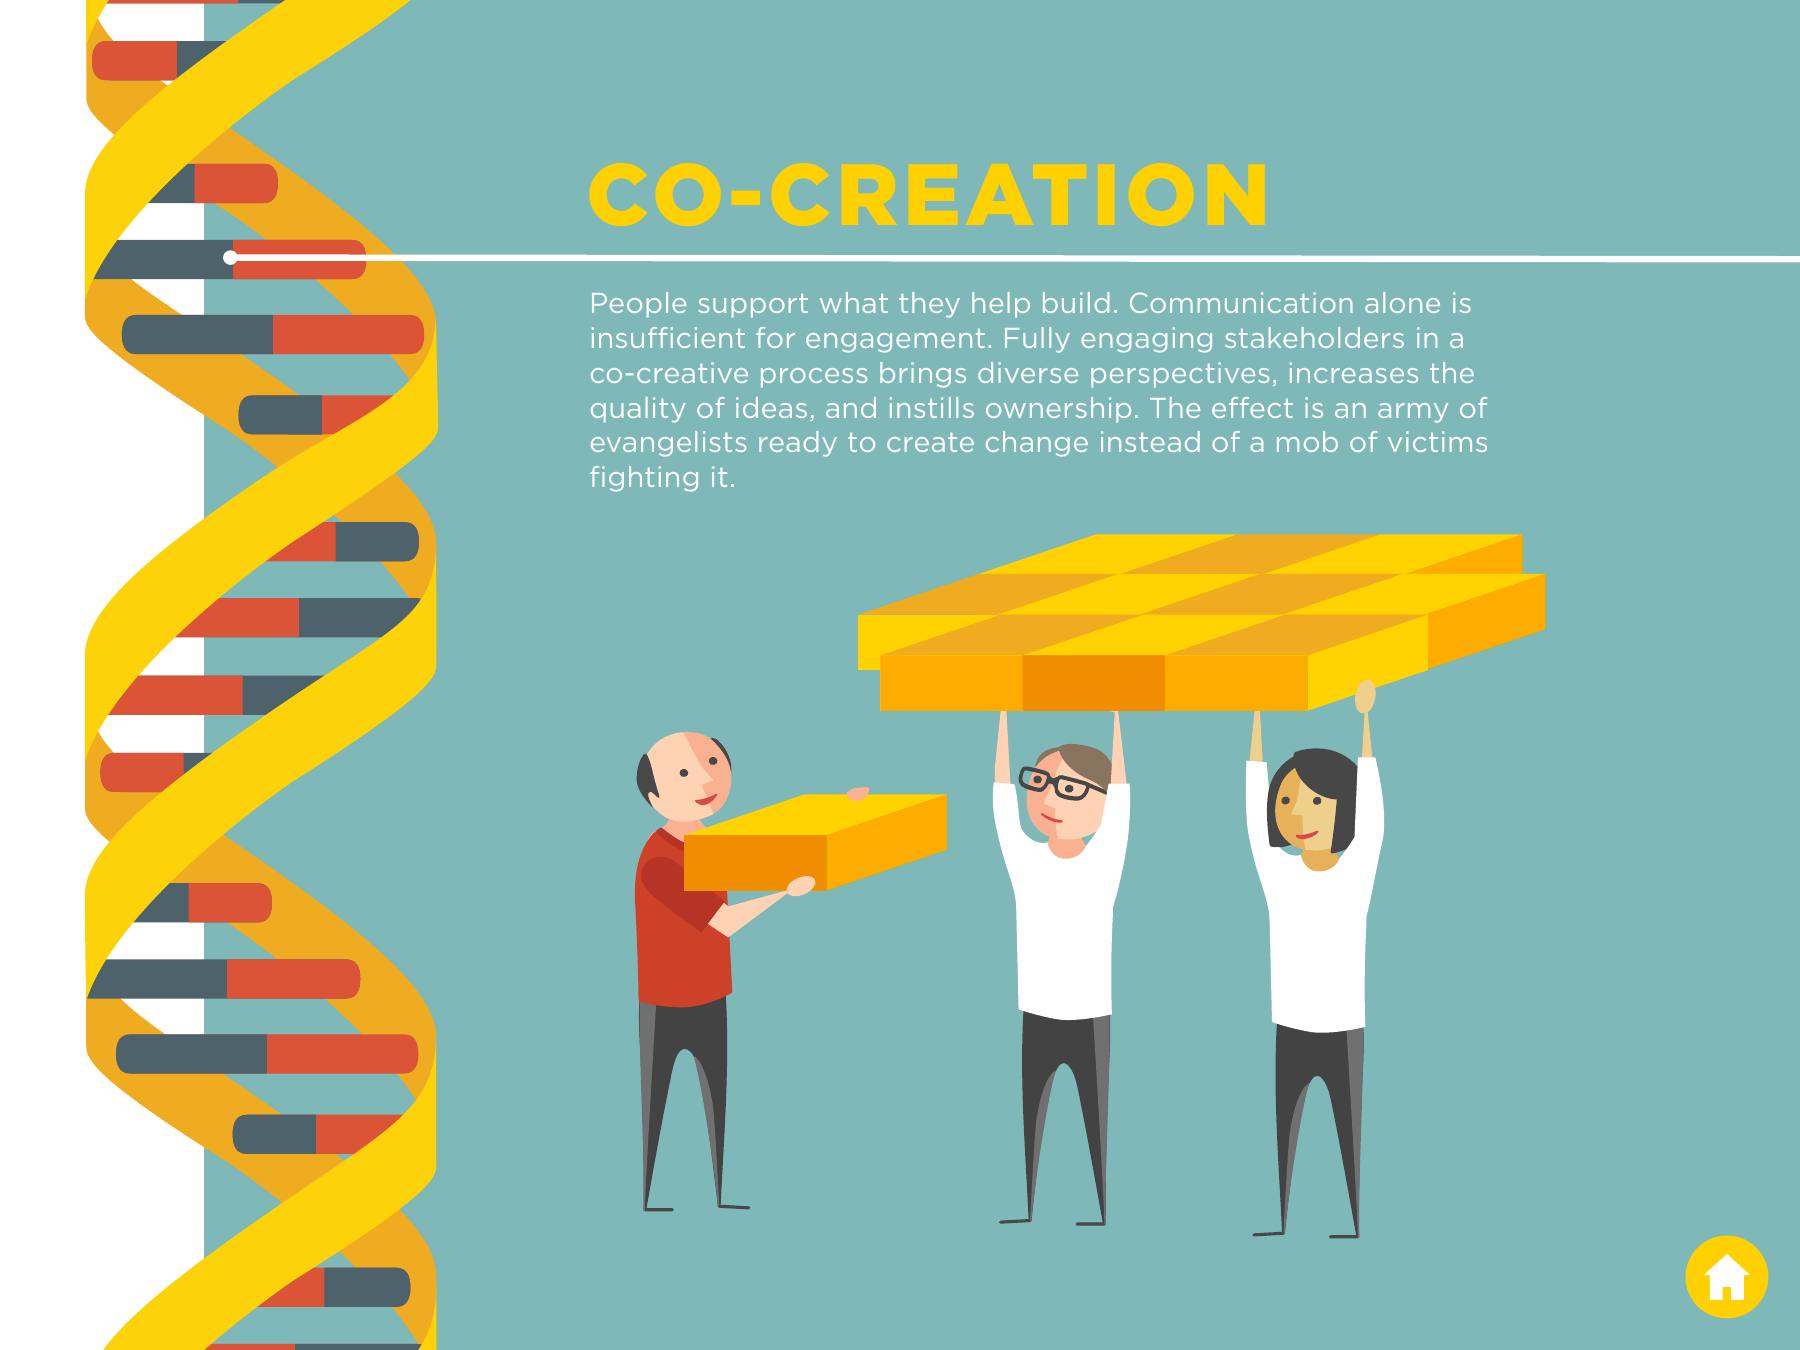 CO-CREATION
People support what they help build. Communication alone is
insufficient for engagement. Fully engaging stakeholders in a
co-creative process brings diverse perspectives, increases the
quality of ideas, and instills ownership. The effect is an army of
evangelists ready to create change instead of a mob of victims
fighting it.